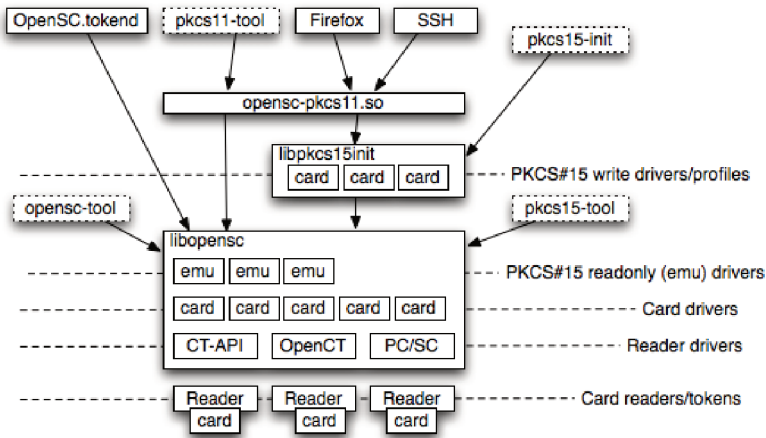 OpenSC.tokend
pkcs11-tool
Firefox
SSH
pkcs15-init
opensc-pkcs11.so
libpkcs15init
card card card
PKCS#15 write drivers/profiles
opensc-tool
pkcs15-tool
libopensc
emu emu emu
PKCS#15 readonly (emu) drivers
card card card card card
Card drivers
CT-API OpenCT PC/SC
Reader drivers
Reader Reader Reader
card card card
Card readers/tokens